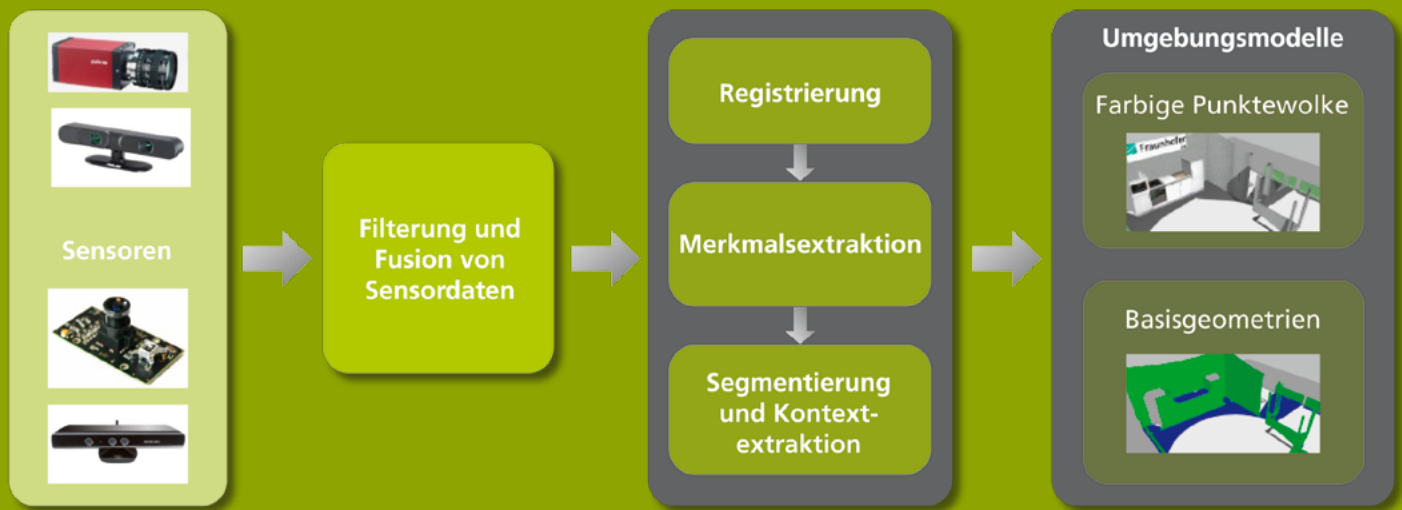 Sensoren
Filterung und
Fusion von
Sensordaten
Registrierung
Merkmalsextraktion
Segmentierung
und Kontext-
extraktion
Umgebungsmodelle
Farbige Punktewolke
Fraunhofer
Basisgeometrien